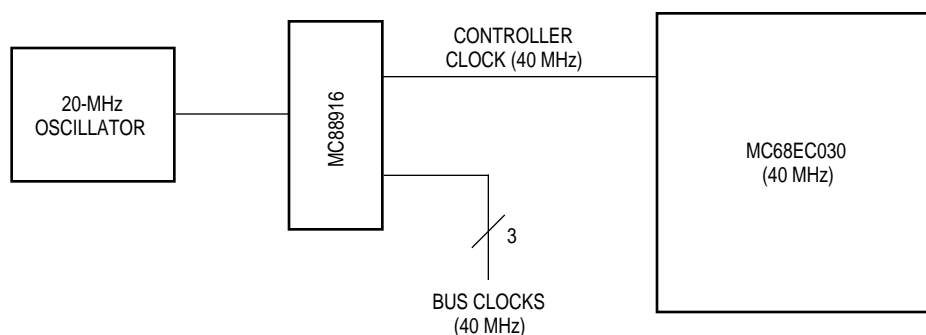 20-MHz
OSCILLATOR
MC88916
CONTROLLER
CLOCK (40 MHz)
3
BUS CLOCKS
(40 MHz)
MC68EC030
(40 MHz)